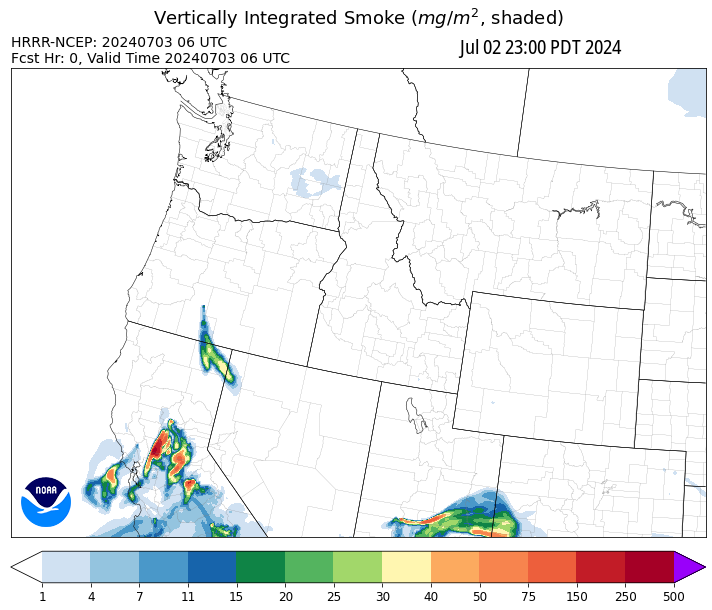 Vertically Integrated Smoke (mg/m², shaded)
HRRR-NCEP: 20240703 06 UTC
Fcst Hr: 0, Valid Time 20240703 06 UTC
Jul 02 23:00 PDT 2024
NOAA
1 4 7 11 15 20 25 30 40 50 75 150 250 500